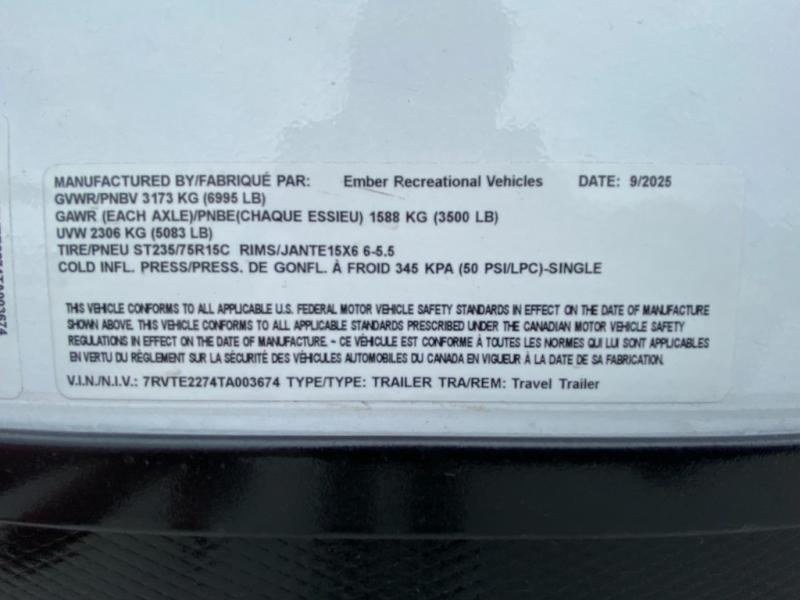 MANUFACTURED BY/FABRIQUÉ PAR: Ember Recreational Vehicles DATE: 9/2025
GVWR/PNBV 3173 KG (6995 LB)
GAWR (EACH AXLE)/PNBE(CHAQUE ESSIEU) 1588 KG (3500 LB)
UVW 2306 KG (5083 LB)
TIRE/PNEU ST235/75R15C RIMS/JANTE15X6 6-5.5
COLD INFL. PRESS/PRESS. DE GONFL. À FROID 345 KPA (50 PSI/LPC)-SINGLE
THIS VEHICLE CONFORMS TO ALL APPLICABLE U.S. FEDERAL MOTOR VEHICLE SAFETY STANDARDS IN EFFECT ON THE DATE OF MANUFACTURE
SHOWN ABOVE. THIS VEHICLE CONFORMS TO ALL APPLICABLE STANDARDS PRESCRIBED UNDER THE CANADIAN MOTOR VEHICLE SAFETY
REGULATIONS IN EFFECT ON THE DATE OF MANUFACTURE. - CE VÉHICULE EST CONFORME À TOUTES LES NORMES QUI LUI SONT APPLICABLES
EN VERTU DU RÈGLEMENT SUR LA SÉCURITÉ DES VÉHICULES AUTOMOBILES DU CANADA EN VIGUEUR À LA DATE DE SA FABRICATION.
V.I.N./N.I.V.: 7RVTE2274TA003674 TYPE/TYPE: TRAILER TRA/REM: Travel Trailer